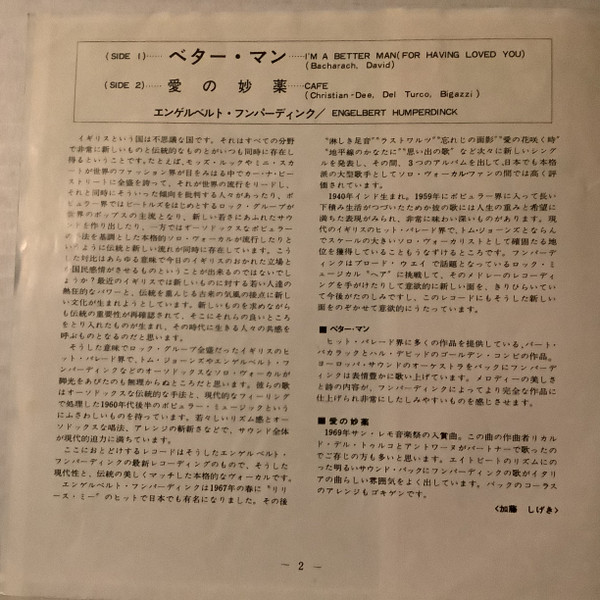 (SIDE 1)……ベター・マン……I'M A BETTER MAN(FOR HAVING LOVED YOU)
(Bacharach, David)
(SIDE 2)……愛の妙薬……CAFE
(Christian-Dee, Del Turco, Bigazzi)
エンゲルベルト・フンパーディンク／ENGELBERT HUMPERDINCK
イギリスという国は不思議な国です。それはすべての分野
で非常に新しいものと伝統的なものとがいつも同時に存在し
得るということです。たとえば、モッズ・ルックやミニ・スカ
ートが世界のファッション界が目をみはる中でカー・ナ・ビー
ストリートに全盛を誇って、それが世界の流行をリードし、
それと同時にそういった傾向を批判する人々があったり、ポ
ピュラー界ではビートルズをはじめとするロック・グループが
世界のポップスの主流となり、新しい若さにあふれたサウ
ンドを作り出したり、一方ではオーソドックスなポピュラー
の唱法を基調とした本格的ソロ・ヴォーカルが流行したりと
いうように伝統と新しい流れが同時に存在しています。こう
した対比はあらゆる意味で今日のイギリスのおかれた立場と
国民感情がさせるものということが出来るのではないでし
ょうか？最近のイギリスでは新しいものに対する若い人達の
熱狂的なパワーと、伝統を重んじる古来の気風の接点に新し
い文化が生まれようとしています。新しいものを求めながら
も伝統の重要性が再確認されて、そこにそれらの良いところ
をとり入れたものが生まれ、その時代に生きる人々の共感を
呼ぶものとなるのだと思います。
そうした意味でロック・グループ全盛だったイギリスのヒ
ット・パレード界で、トム・ジョーンズやエンゲルベルト・フ
ンパーディンクなどのオーソドックスなソロ・ヴォーカルが
脚光をあびたのも無理からぬところだと思います。彼らの歌
はオーソドックスな伝統的な手法と、現代的なフィーリング
で処理した1960年代後半のポピュラー・ミュージックという
にふさわしいものを持っています。若々しいリズム感とオー
ソドックスな唱法、アレンジの斬新さなどで、サウンド全体
が現代的迫力に満ちています。
ここにおとどけするレコードはそうしたエンゲルベルト・
フンパーディンクの最新レコーディングのもので、そうした
現代性と、伝統の美しくマッチした本格的なヴォーカルです。
エンゲルベルト・フンパーディンクは1967年の春に〝リリ
ース・ミー〟のヒットで日本でも有名になりました。その後
〝淋しき足音〟〝ラストワルツ〟〝忘れじの面影〟〝愛の花咲く時〟
〝地平線のかなたに〟〝思い出の歌〟など次々に新しいシング
ルを発表し、その間、3つのアルバムを出して、日本でも本格
派の大型歌手としてソロ・ヴォーカルファンの間では高く評
価されています。
1940年インド生まれ。1959年にポピュラー界に入って長い
下積み生活がつづいたためか彼の歌には人生の重みと希望に
満ちた表現がみられ、非常に味わい深いものがあります。現
代のイギリスのヒット・パレード界で、トム・ジョーンズとならん
でスケールの大きいソロ・ヴォーカリストとして確固たる地
位を獲得していることもうなずけるところです。フンパーデ
ィンクはブロード・ウェイで話題となっているロック・ミ
ュージカル〝ヘア〟に挑戦して、そのメドレーのレコーディ
ングを手がけたりして意欲的に新しい面を、きりひらいてい
て今後がたのしみですし、このレコードにもそうした新しい
面をのぞかせて意欲的にうたっています。
■ベター・マン
ヒット・パレード界に多くの作品を提供している、バート・
バカラックとハル・デビッドのゴールデン・コンビの作品。
ヨーロッパ・サウンドのオーケストラをバックにフンパーデ
ィンクは表情豊かに歌い上げています。メロディーの美しさ
と詩の内容が、フンパーディンクによってより完全な作品に
仕上げられ非常にしたしみやすいものを感じさせます。
■愛の妙薬
1969年サン・レモ音楽祭の入賞曲。この曲の作曲者リカル
ド・デル・トゥルコとアントワーヌがパートナーで歌ったの
でご存じの方も多いと思います。エイトビートのリズムにの
った明るいサウンド・バックにフンパーディンクの歌がイタリ
アの曲らしい雰囲気をよく出しています。バックのコーラス
のアレンジもゴキゲンです。
〈加藤 しげき〉
— 2 —